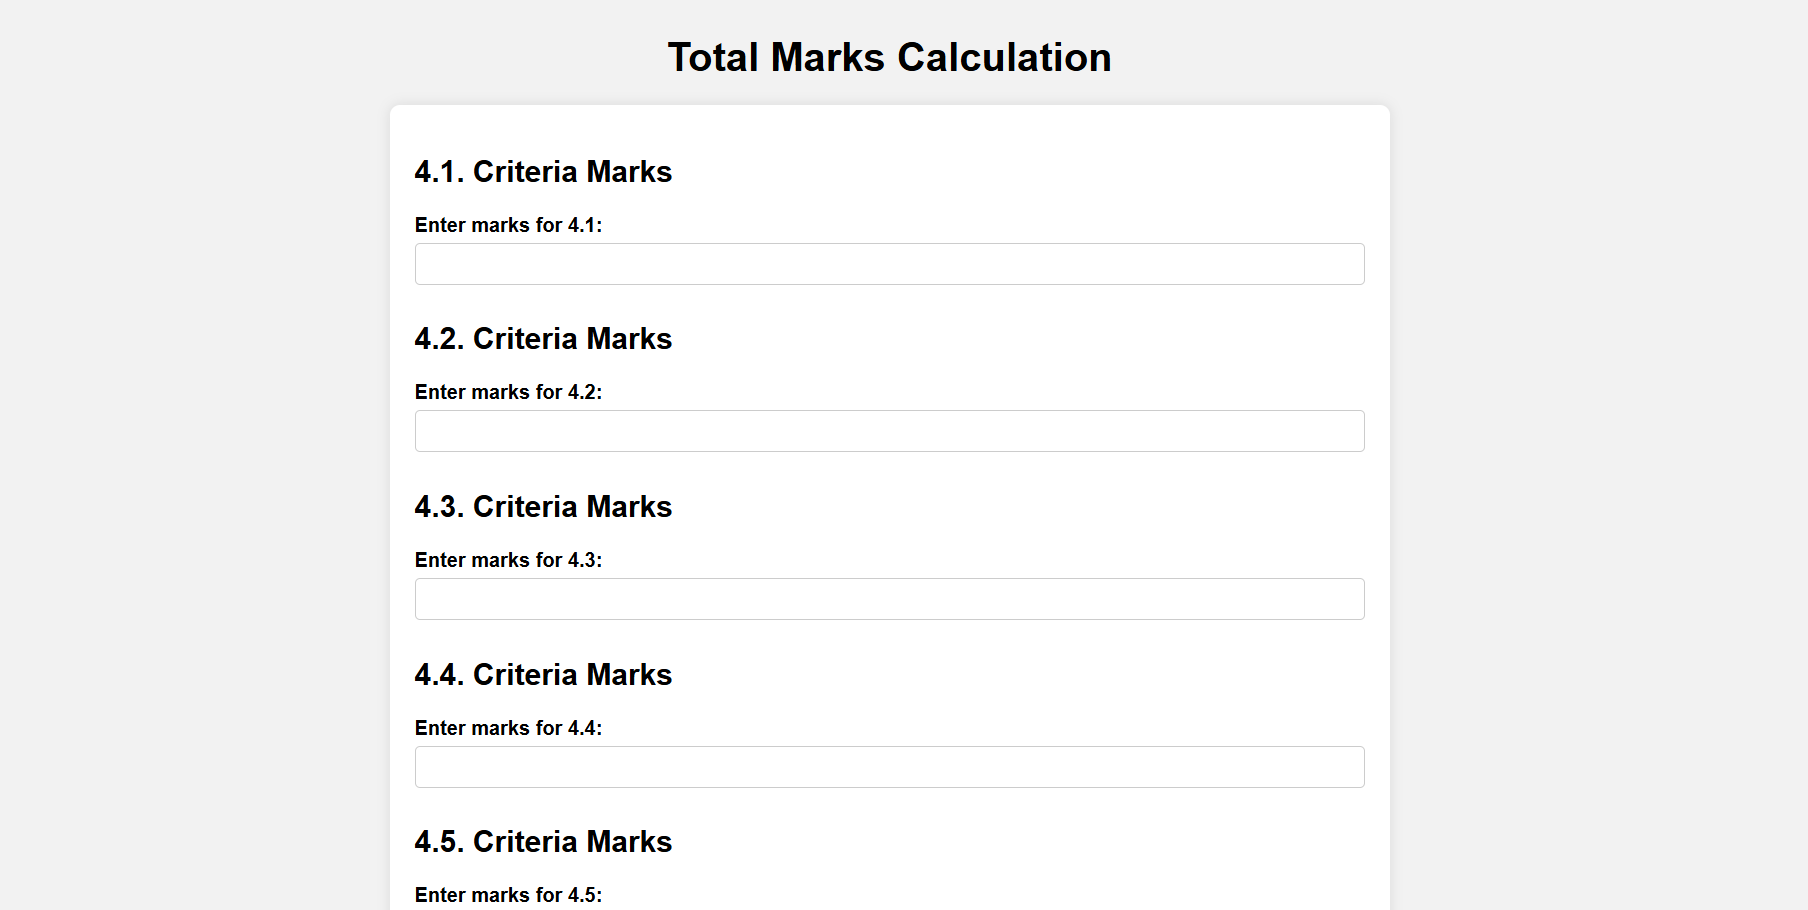 Total Marks Calculation
4.1. Criteria Marks
Enter marks for 4.1:
4.2. Criteria Marks
Enter marks for 4.2:
4.3. Criteria Marks
Enter marks for 4.3:
4.4. Criteria Marks
Enter marks for 4.4:
4.5. Criteria Marks
Enter marks for 4.5: